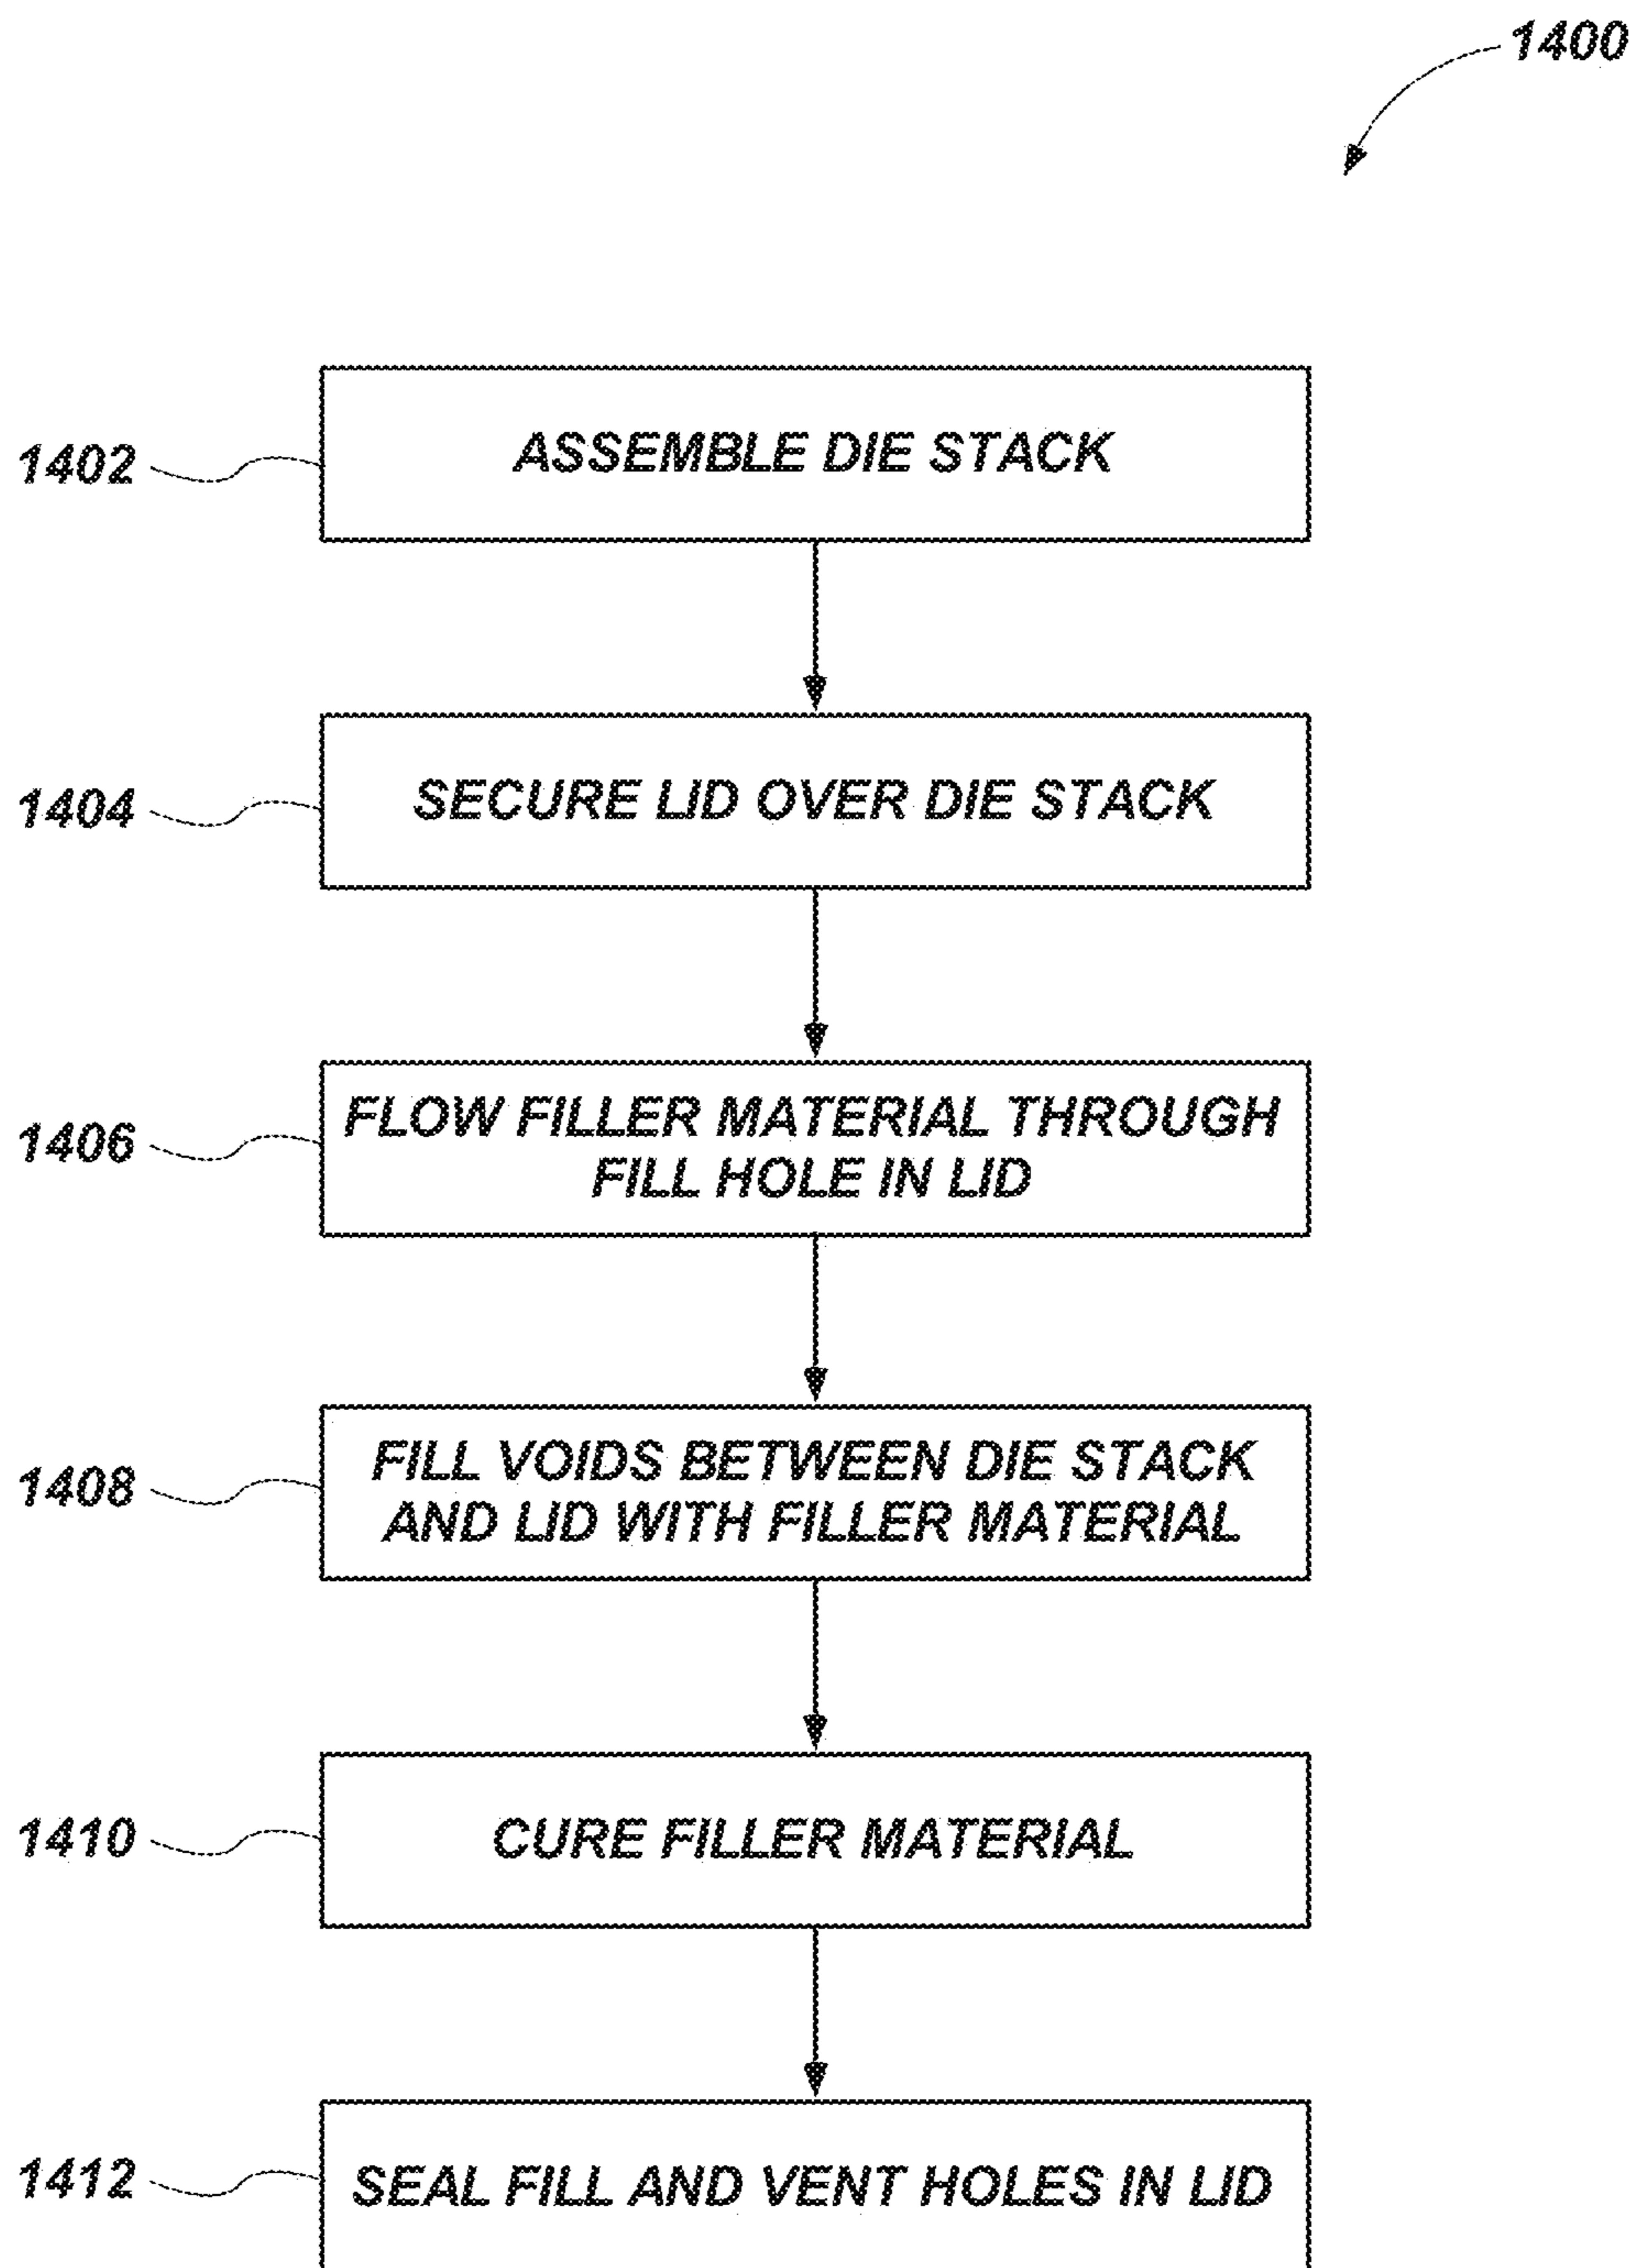 1400
1402
ASSEMBLE DIE STACK
1404
SECURE LID OVER DIE STACK
1406
FLOW FILLER MATERIAL THROUGH
FILL HOLE IN LID
1408
FILL VOIDS BETWEEN DIE STACK
AND LID WITH FILLER MATERIAL
1410
CURE FILLER MATERIAL
1412
SEAL FILL AND VENT HOLES IN LID